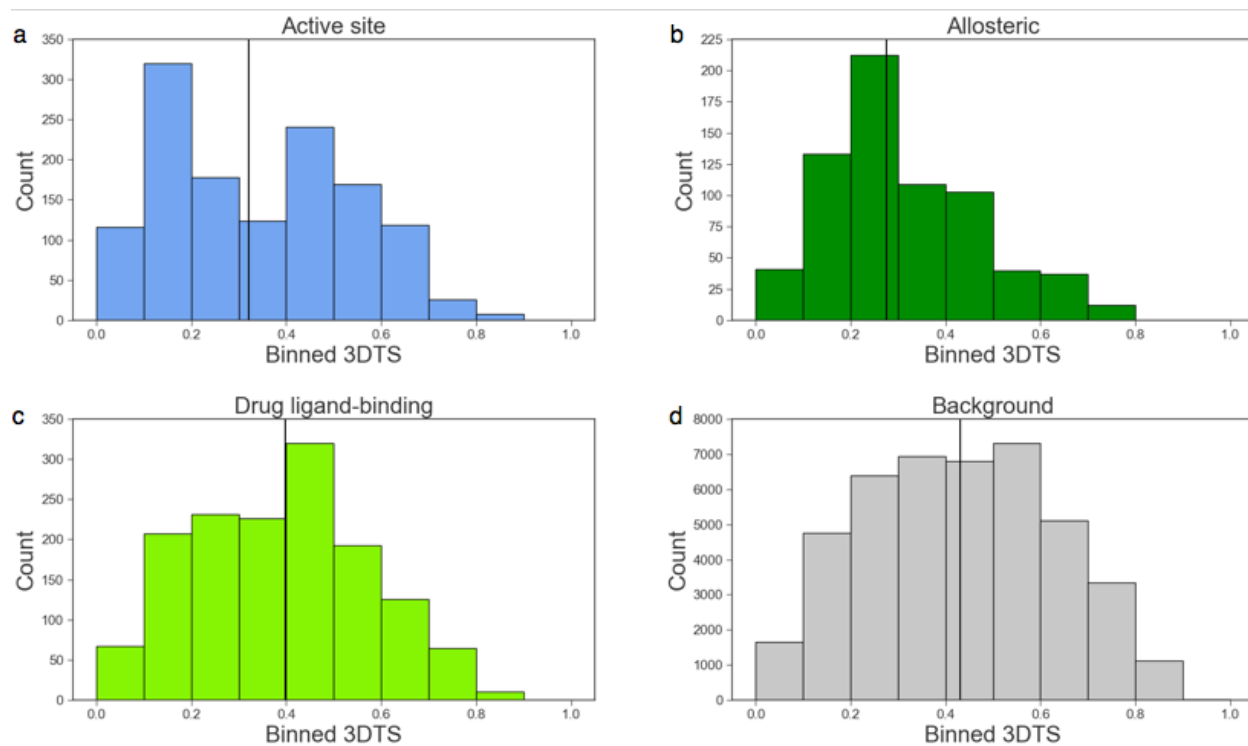 a
Active site
350
300
250
200
150
100
50
0
Count
0.0 0.2 0.4 0.6 0.8 1.0
Binned 3DTS
b
Allosteric
225
200
175
150
125
100
75
50
25
0
Count
0.0 0.2 0.4 0.6 0.8 1.0
Binned 3DTS
c
Drug ligand-binding
350
300
250
200
150
100
50
0
Count
0.0 0.2 0.4 0.6 0.8 1.0
Binned 3DTS
d
Background
8000
7000
6000
5000
4000
3000
2000
1000
0
Count
0.0 0.2 0.4 0.6 0.8 1.0
Binned 3DTS